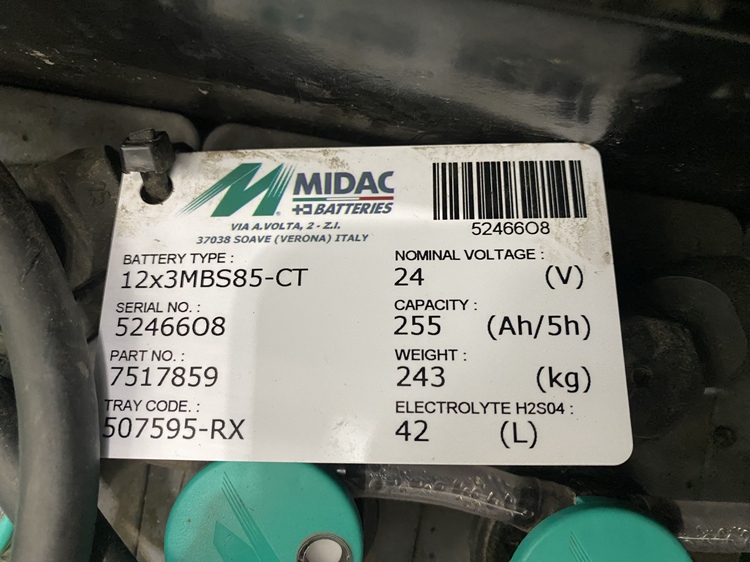 MIDAC
BATTERIES
VIA A.VOLTA, 2 - Z.I.
37038 SOAVE (VERONA) ITALY
5246608
BATTERY TYPE :
12x3MBS85-CT
SERIAL NO. :
5246608
PART NO. :
7517859
TRAY CODE. :
507595-RX
NOMINAL VOLTAGE :
24 (V)
CAPACITY :
255 (Ah/5h)
WEIGHT :
243 (kg)
ELECTROLYTE H2SO4 :
42 (L)